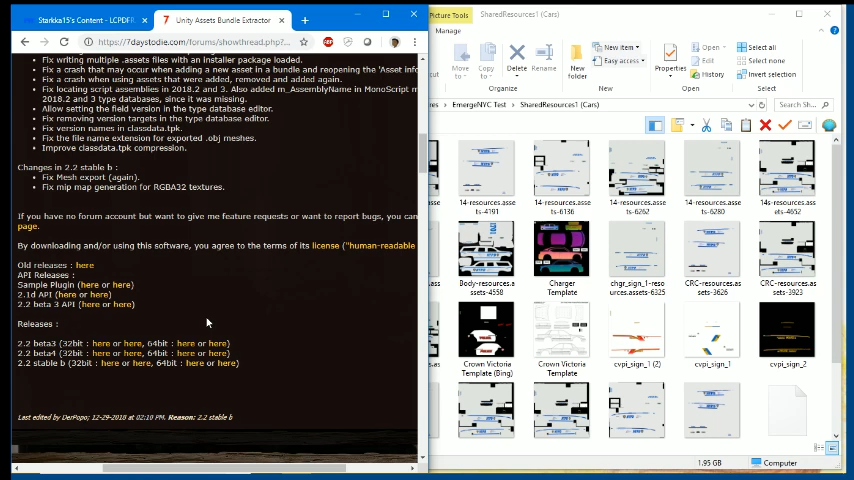 Starkka15's Content - LCPDFR
Unity Assets Bundle Extractor
https://7daystodie.com/forums/showthread.php?...
Fix writing multiple .assets files with an installer package loaded.
Fix a crash that may occur when adding a new asset in a bundle and reopening the 'Asset info
Fix a crash when using assets that were added, removed and added again.
Fix locating script assemblies in 2018.2 and 3. Also added m_AssemblyName in MonoScript
2018.2 and 3 type databases, since it was missing.
Allow setting the field version in the type database editor.
Fix removing version targets in the type database editor.
Fix version names in classdata.tpk.
Fix the file name extension for exported .obj meshes.
Improve classdata.tpk compression.
Changes in 2.2 stable b :
Fix Mesh export (again).
Fix mip map generation for RGBA32 textures.
If you have no forum account but want to give me feature requests or want to report bugs, you can
page.
By downloading and/or using this software, you agree to the terms of its license ("human-readable
Old releases : here
API Releases :
Sample Plugin (here or here)
2.1d API (here or here)
2.2 beta 3 API (here or here)
Releases :
2.2 beta3 (32bit : here or here, 64bit : here or here)
2.2 beta4 (32bit : here or here, 64bit : here or here)
2.2 stable b (32bit : here or here, 64bit : here or here)
Last edited by DerPopo; 12-29-2018 at 02:10 PM. Reason: 2.2 stable b
Picture Tools
SharedResources1 (Cars)
Manage
Move to
Copy to
Delete
Rename
New folder
New item
Easy access
Properties
Open
Edit
History
Select all
Select none
Invert selection
Organize
New
Open
Select
EmergeNYC Test
SharedResources1 (Cars)
Search Sh...
14-resources.assets-4191
14-resources.assets-6136
14-resources.assets-6262
14-resources.assets-6280
14s-resources.assets-4652
Body-resources.assets-4558
Charger Template
chgr_sign_1-resources.assets-6325
CRC-resources.assets-3626
CRC-resources.assets-3923
Crown Victoria Template (Bing)
Crown Victoria Template
cvpi_sign_1 (2)
cvpi_sign_1
cvpi_sign_2
1.95 GB
Computer